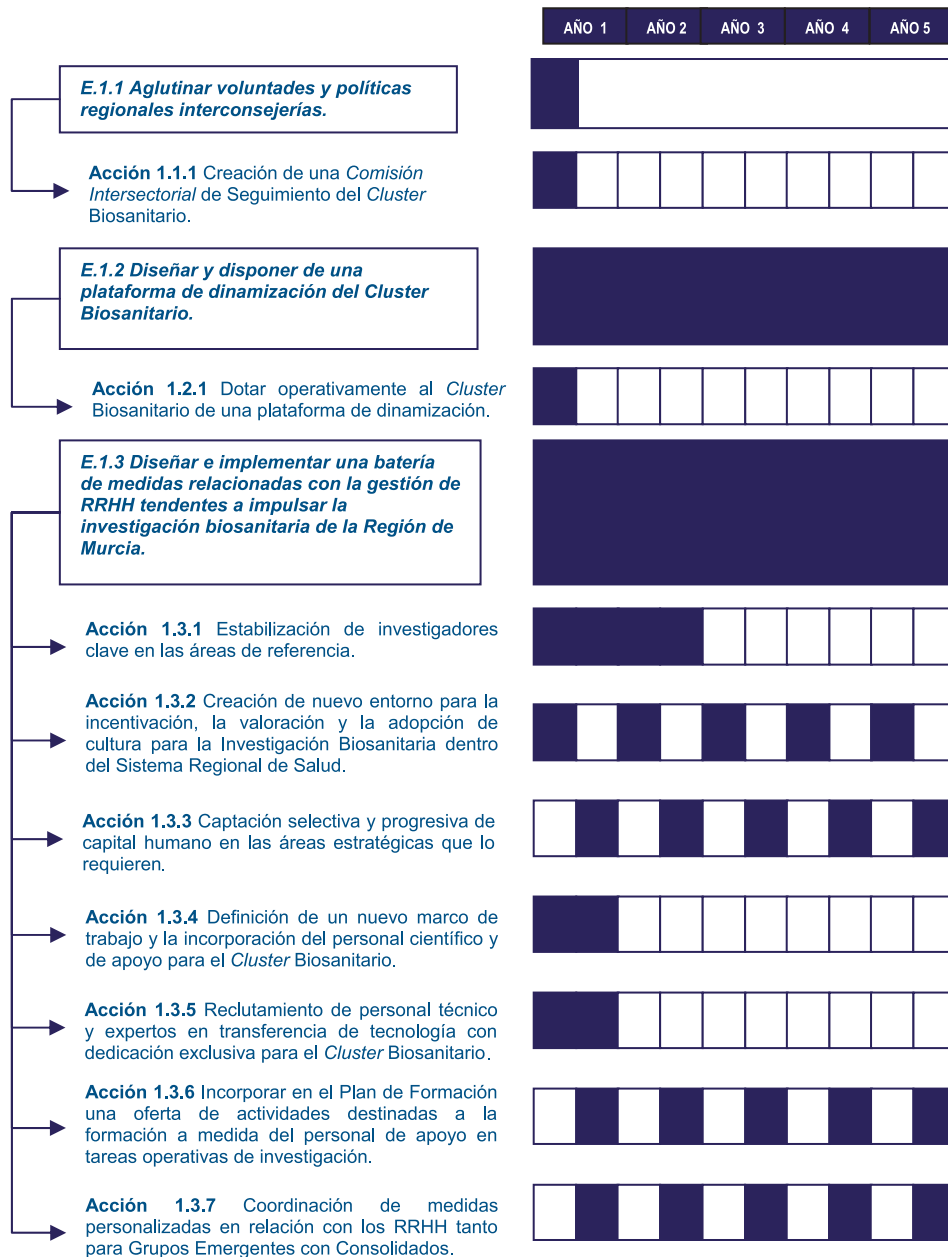 AÑO 1 AÑO 2 AÑO 3 AÑO 4 AÑO 5
E.1.1 Aglutinar voluntades y políticas
regionales interconsejerías.
Acción 1.1.1 Creación de una Comisión
Intersectorial de Seguimiento del Cluster
Biosanitario.
E.1.2 Diseñar y disponer de una
plataforma de dinamización del Cluster
Biosanitario.
Acción 1.2.1 Dotar operativamente al Cluster
Biosanitario de una plataforma de dinamización.
E.1.3 Diseñar e implementar una batería
de medidas relacionadas con la gestión de
RRHH tendentes a impulsar la
investigación biosanitaria de la Región de
Murcia.
Acción 1.3.1 Estabilización de investigadores
clave en las áreas de referencia.
Acción 1.3.2 Creación de nuevo entorno para la
incentivación, la valoración y la adopción de
cultura para la Investigación Biosanitaria dentro
del Sistema Regional de Salud.
Acción 1.3.3 Captación selectiva y progresiva de
capital humano en las áreas estratégicas que lo
requieren.
Acción 1.3.4 Definición de un nuevo marco de
trabajo y la incorporación del personal científico y
de apoyo para el Cluster Biosanitario.
Acción 1.3.5 Reclutamiento de personal técnico
y expertos en transferencia de tecnología con
dedicación exclusiva para el Cluster Biosanitario.
Acción 1.3.6 Incorporar en el Plan de Formación
una oferta de actividades destinadas a la
formación a medida del personal de apoyo en
tareas operativas de investigación.
Acción 1.3.7 Coordinación de medidas
personalizadas en relación con los RRHH tanto
para Grupos Emergentes con Consolidados.